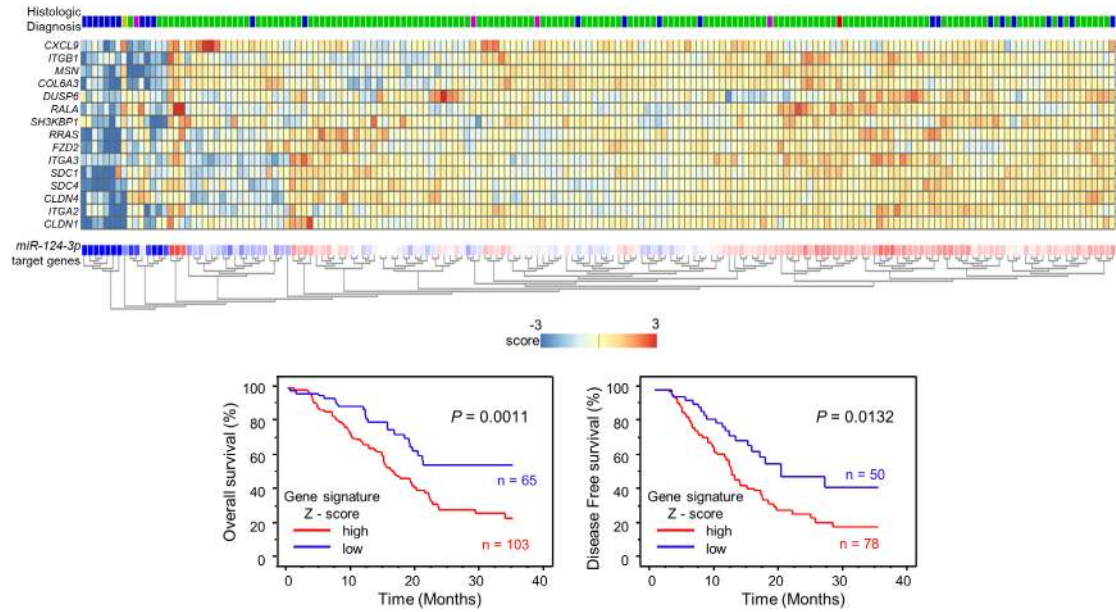 Histologic
Diagnosis
CXCL9
ITGB1
MSN
COL6A3
DUSP6
RALA
SH3KBP1
RRAS
FZD2
ITGA3
SDC1
SDC4
CLDN4
ITGA2
CLDN1
miR-124-3p
target genes
-3 3
score
100
80
60
40
20
0
Overall survival (%)
P = 0.0011
n = 65
Gene signature
Z - score
high
low
n = 103
0 10 20 30 40
Time (Months)
100
80
60
40
20
0
Disease Free survival (%)
P = 0.0132
n = 50
Gene signature
Z - score
high
low
n = 78
0 10 20 30 40
Time (Months)